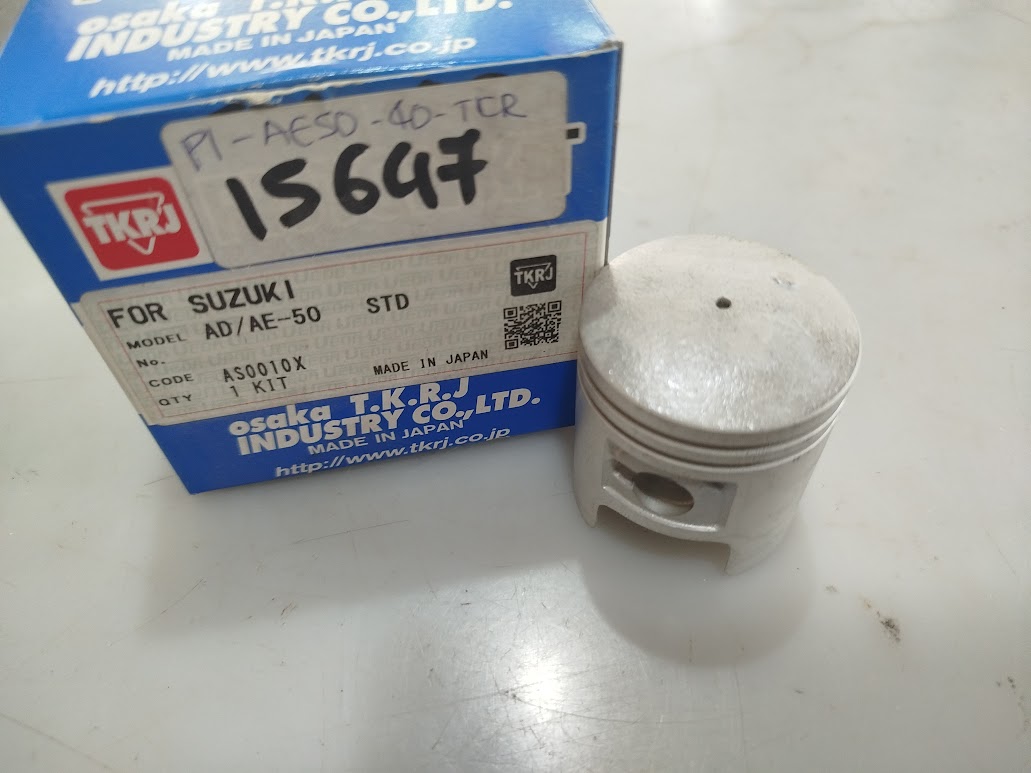 osaka T.K.R.J
INDUSTRY CO.,LTD.
MADE IN JAPAN
http://www.tkrj.co.jp
P1-AE50-40-TCR
15647
TKRJ
FOR SUZUKI
TKRJ
MODEL AD/AE-50 STD
No.
CODE AS0010X MADE IN JAPAN
QTY 1 KIT
osaka T.K.R.J
INDUSTRY CO.,LTD.
MADE IN JAPAN
http://www.tkrj.co.jp